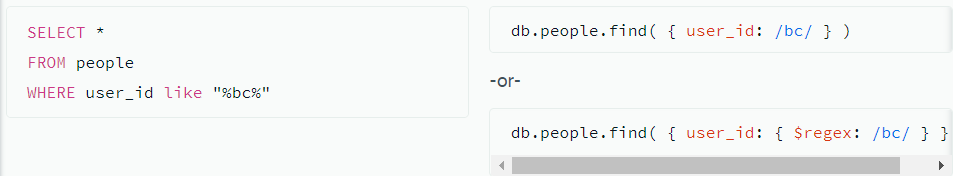 SELECT *
FROM people
WHERE user_id like "%bc%"
db.people.find( { user_id: /bc/ } )
-or-
db.people.find( { user_id: { $regex: /bc/ } }